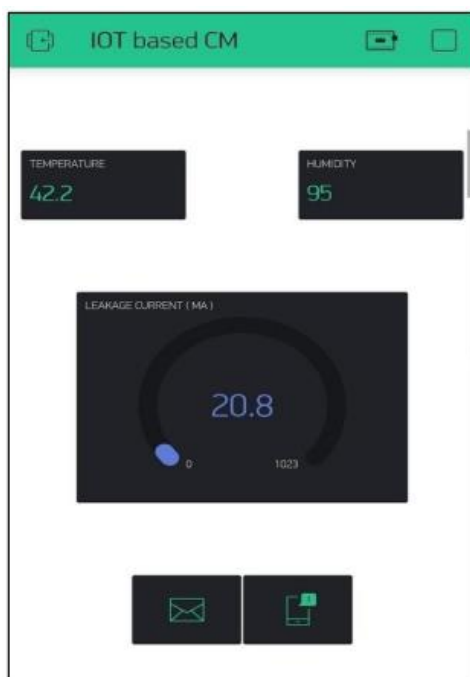 IOT based CM
TEMPERATURE
42.2
HUMIDITY
95
LEAKAGE CURRENT ( MA )
20.8
0
1023